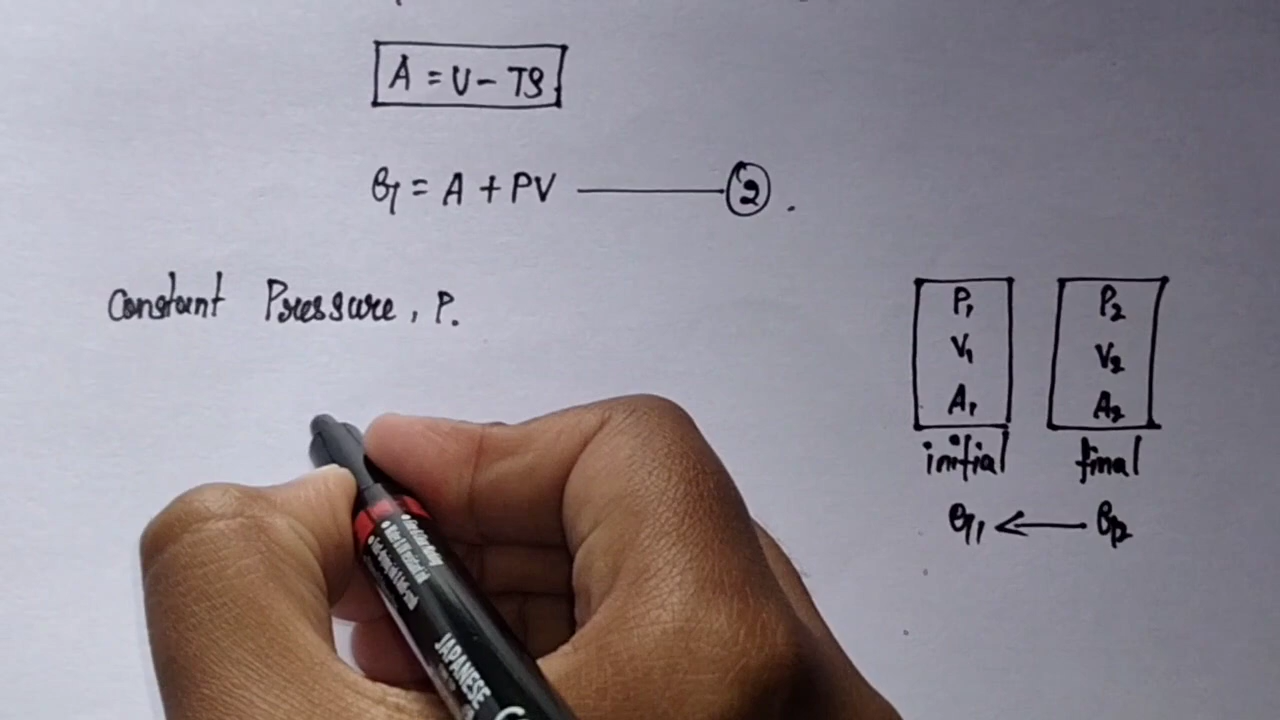 A = U - TS
G = A + PV ——— 2 .
Constant Pressure, P.
P₁
V₁
A₁
initial
P₂
V₂
A₂
final
G₁ ← G₂
JAPANESE